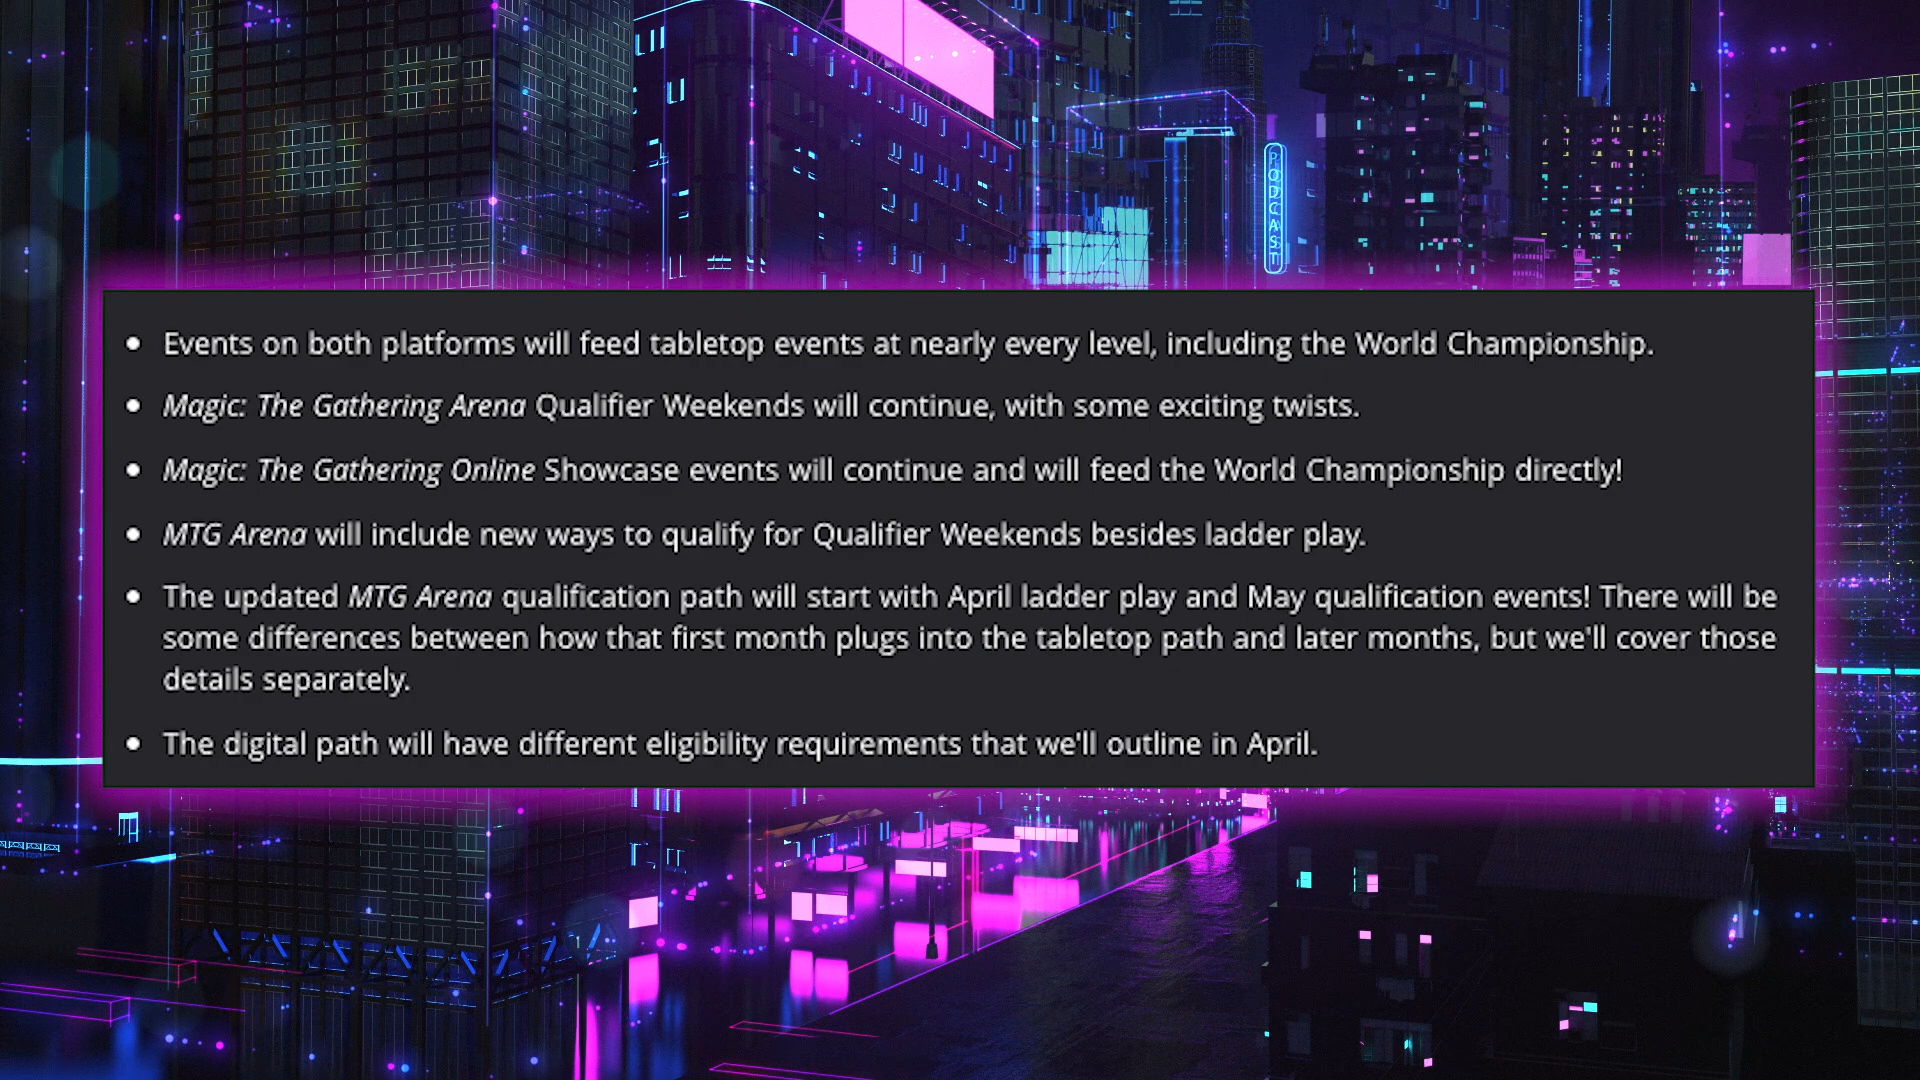 PODCAST
• Events on both platforms will feed tabletop events at nearly every level, including the World Championship.
• Magic: The Gathering Arena Qualifier Weekends will continue, with some exciting twists.
• Magic: The Gathering Online Showcase events will continue and will feed the World Championship directly!
• MTG Arena will include new ways to qualify for Qualifier Weekends besides ladder play.
• The updated MTG Arena qualification path will start with April ladder play and May qualification events! There will be
some differences between how that first month plugs into the tabletop path and later months, but we'll cover those
details separately.
• The digital path will have different eligibility requirements that we'll outline in April.